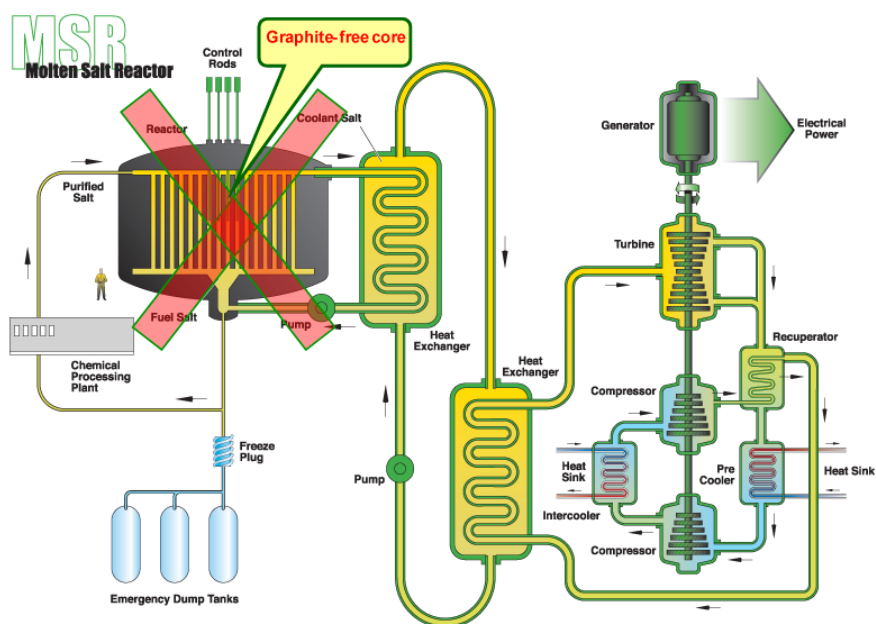 MSR
Molten Salt Reactor
Graphite-free core
Control
Rods
Reactor
Coolant Salt
Purified
Salt
Fuel Salt
Pump
Chemical
Processing
Plant
Freeze
Plug
Emergency Dump Tanks
Heat
Exchanger
Pump
Heat
Exchanger
Generator
Electrical
Power
Turbine
Recuperator
Compressor
Heat
Sink
Intercooler
Pre
Cooler
Heat Sink
Compressor